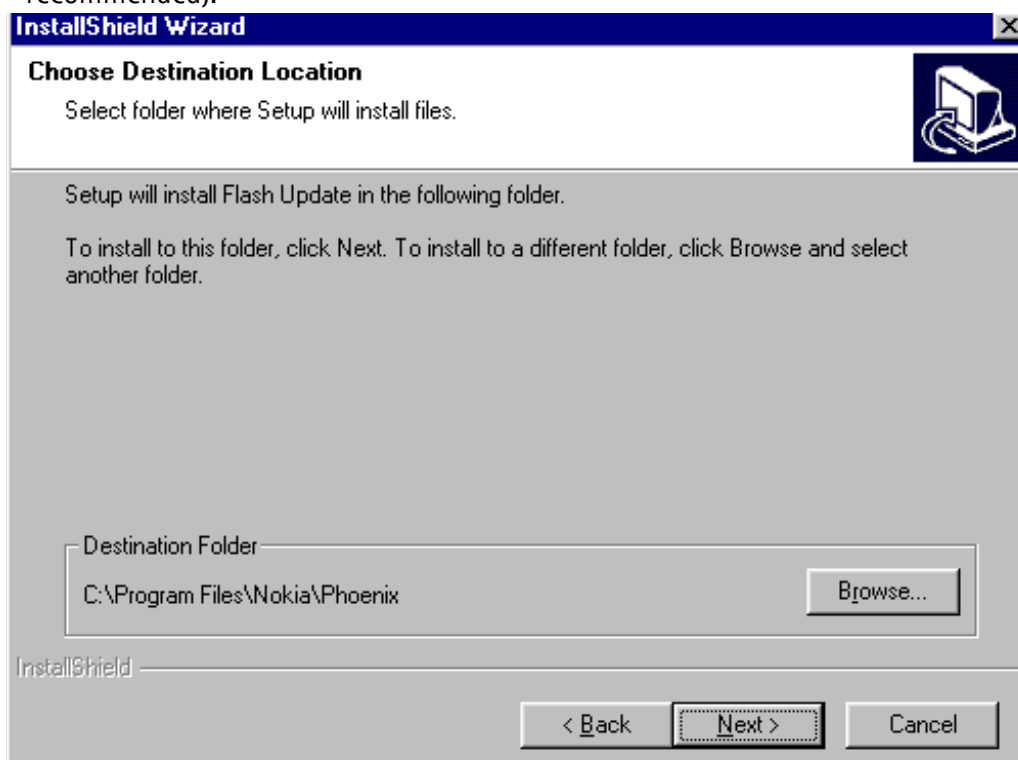 recommended).
InstallShield Wizard
Choose Destination Location
Select folder where Setup will install files.
Setup will install Flash Update in the following folder.
To install to this folder, click Next. To install to a different folder, click Browse and select
another folder.
Destination Folder
C:\Program Files\Nokia\Phoenix
Browse...
InstallShield
< Back
Next >
Cancel